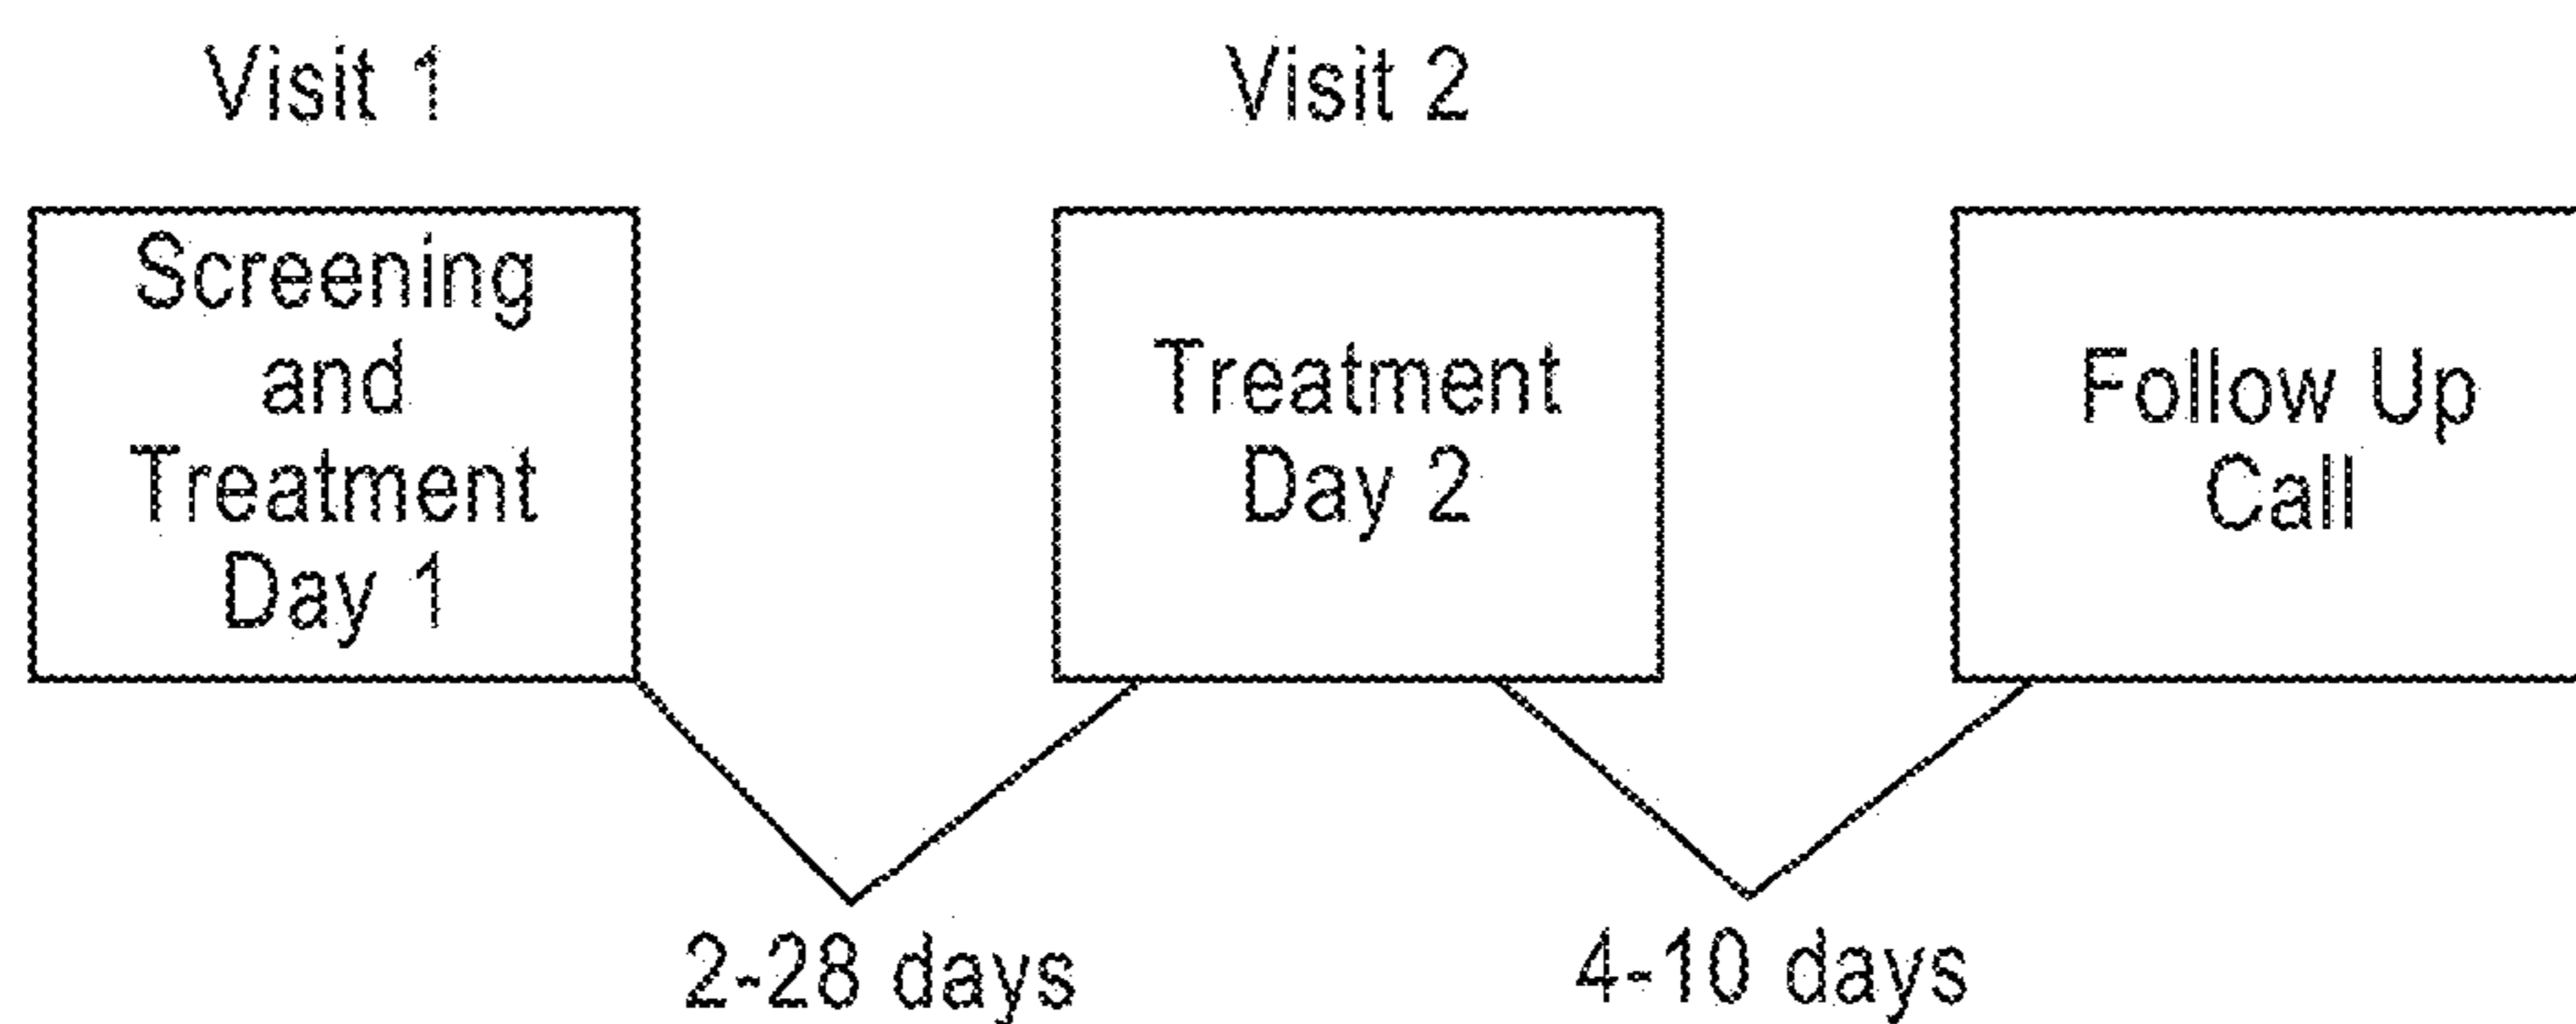 Visit 1
Visit 2
Screening
and
Treatment
Day 1
Treatment
Day 2
Follow Up
Call
2-28 days
4-10 days